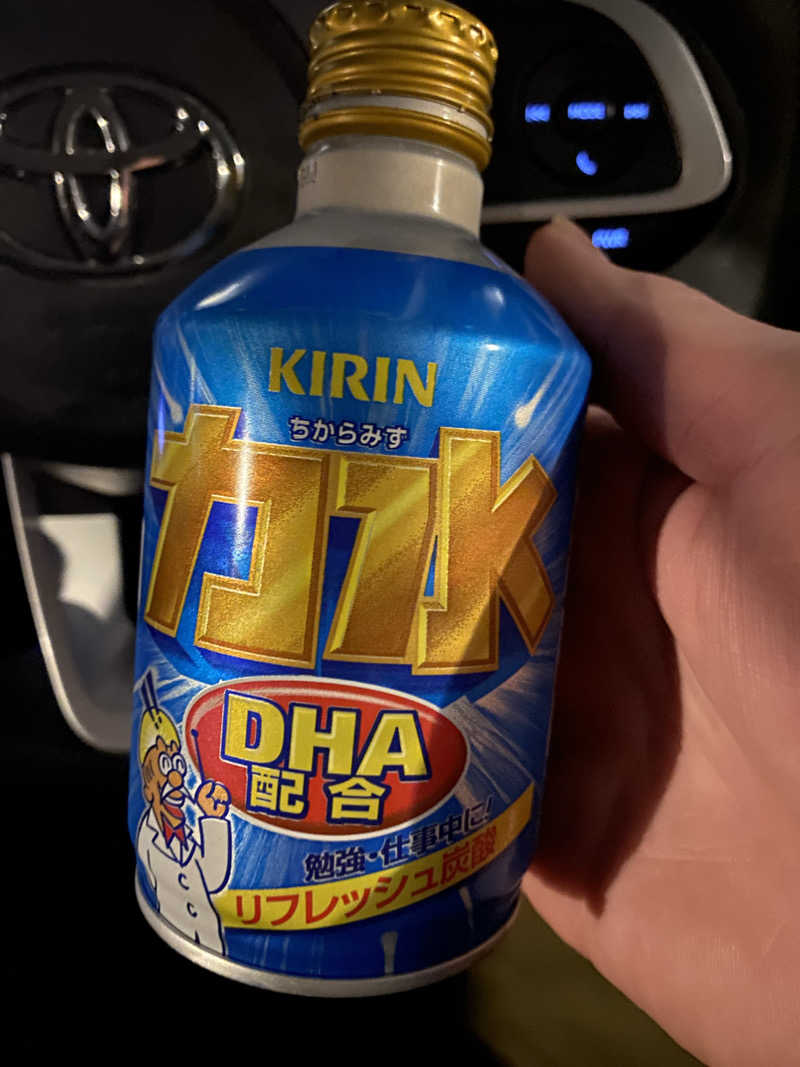 KIRIN
ちからみず
力水
DHA
配合
勉強・仕事中に!
リフレッシュ炭酸